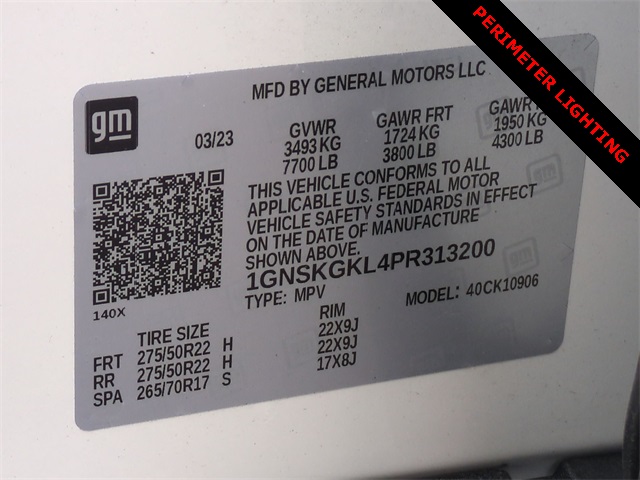 PERIMETER LIGHTING
MFD BY GENERAL MOTORS LLC
gm
03/23
GVWR
3493 KG
7700 LB
GAWR FRT
1724 KG
3800 LB
GAWR
1950 KG
4300 LB
THIS VEHICLE CONFORMS TO ALL
APPLICABLE U.S. FEDERAL MOTOR
VEHICLE SAFETY STANDARDS IN EFFECT
ON THE DATE OF MANUFACTURE
SHOWN ABOVE.
1GNSKGKL4PR313200
TYPE: MPV
MODEL: 40CK10906
140X
TIRE SIZE RIM
FRT 275/50R22 H 22X9J
RR 275/50R22 H 22X9J
SPA 265/70R17 S 17X8J